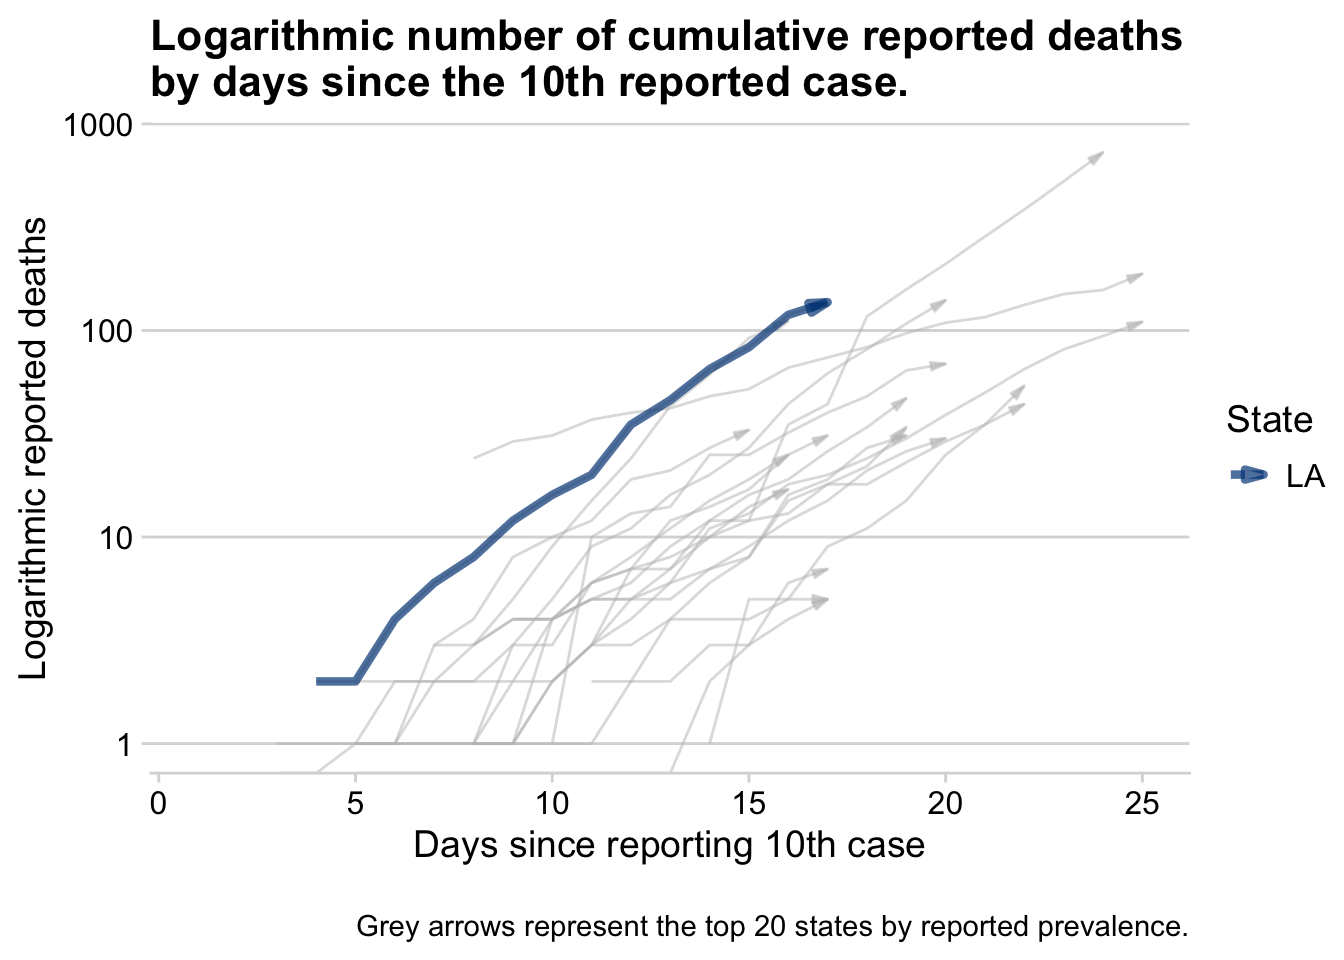 Logarithmic number of cumulative reported deaths
by days since the 10th reported case.
1000
100
10
1
Logarithmic reported deaths
0 5 10 15 20 25
Days since reporting 10th case
State
LA
Grey arrows represent the top 20 states by reported prevalence.